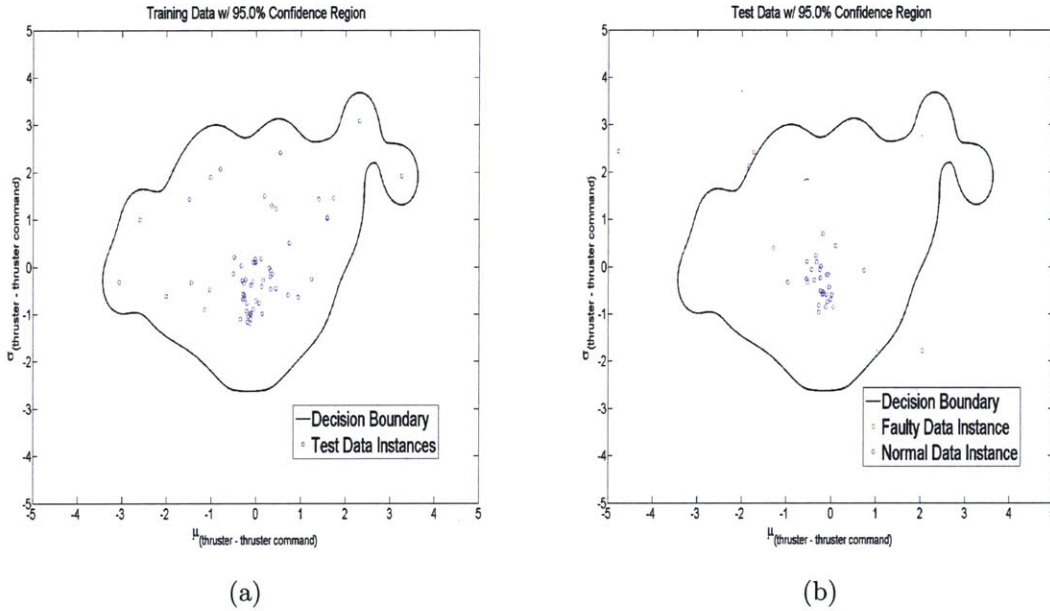 Training Data w/ 95.0% Confidence Region
5
4
3
2
1
0
-1
-2
-3
-4
-5
σ(thruster - thruster command)
Decision Boundary
Test Data Instances
-5 -4 -3 -2 -1 0 1 2 3 4 5
μ(thruster - thruster command)
(a)
Test Data w/ 95.0% Confidence Region
5
4
3
2
1
0
-1
-2
-3
-4
-5
σ(thruster - thruster command)
Decision Boundary
Faulty Data Instance
Normal Data Instance
-5 -4 -3 -2 -1 0 1 2 3 4 5
μ(thruster - thruster command)
(b)